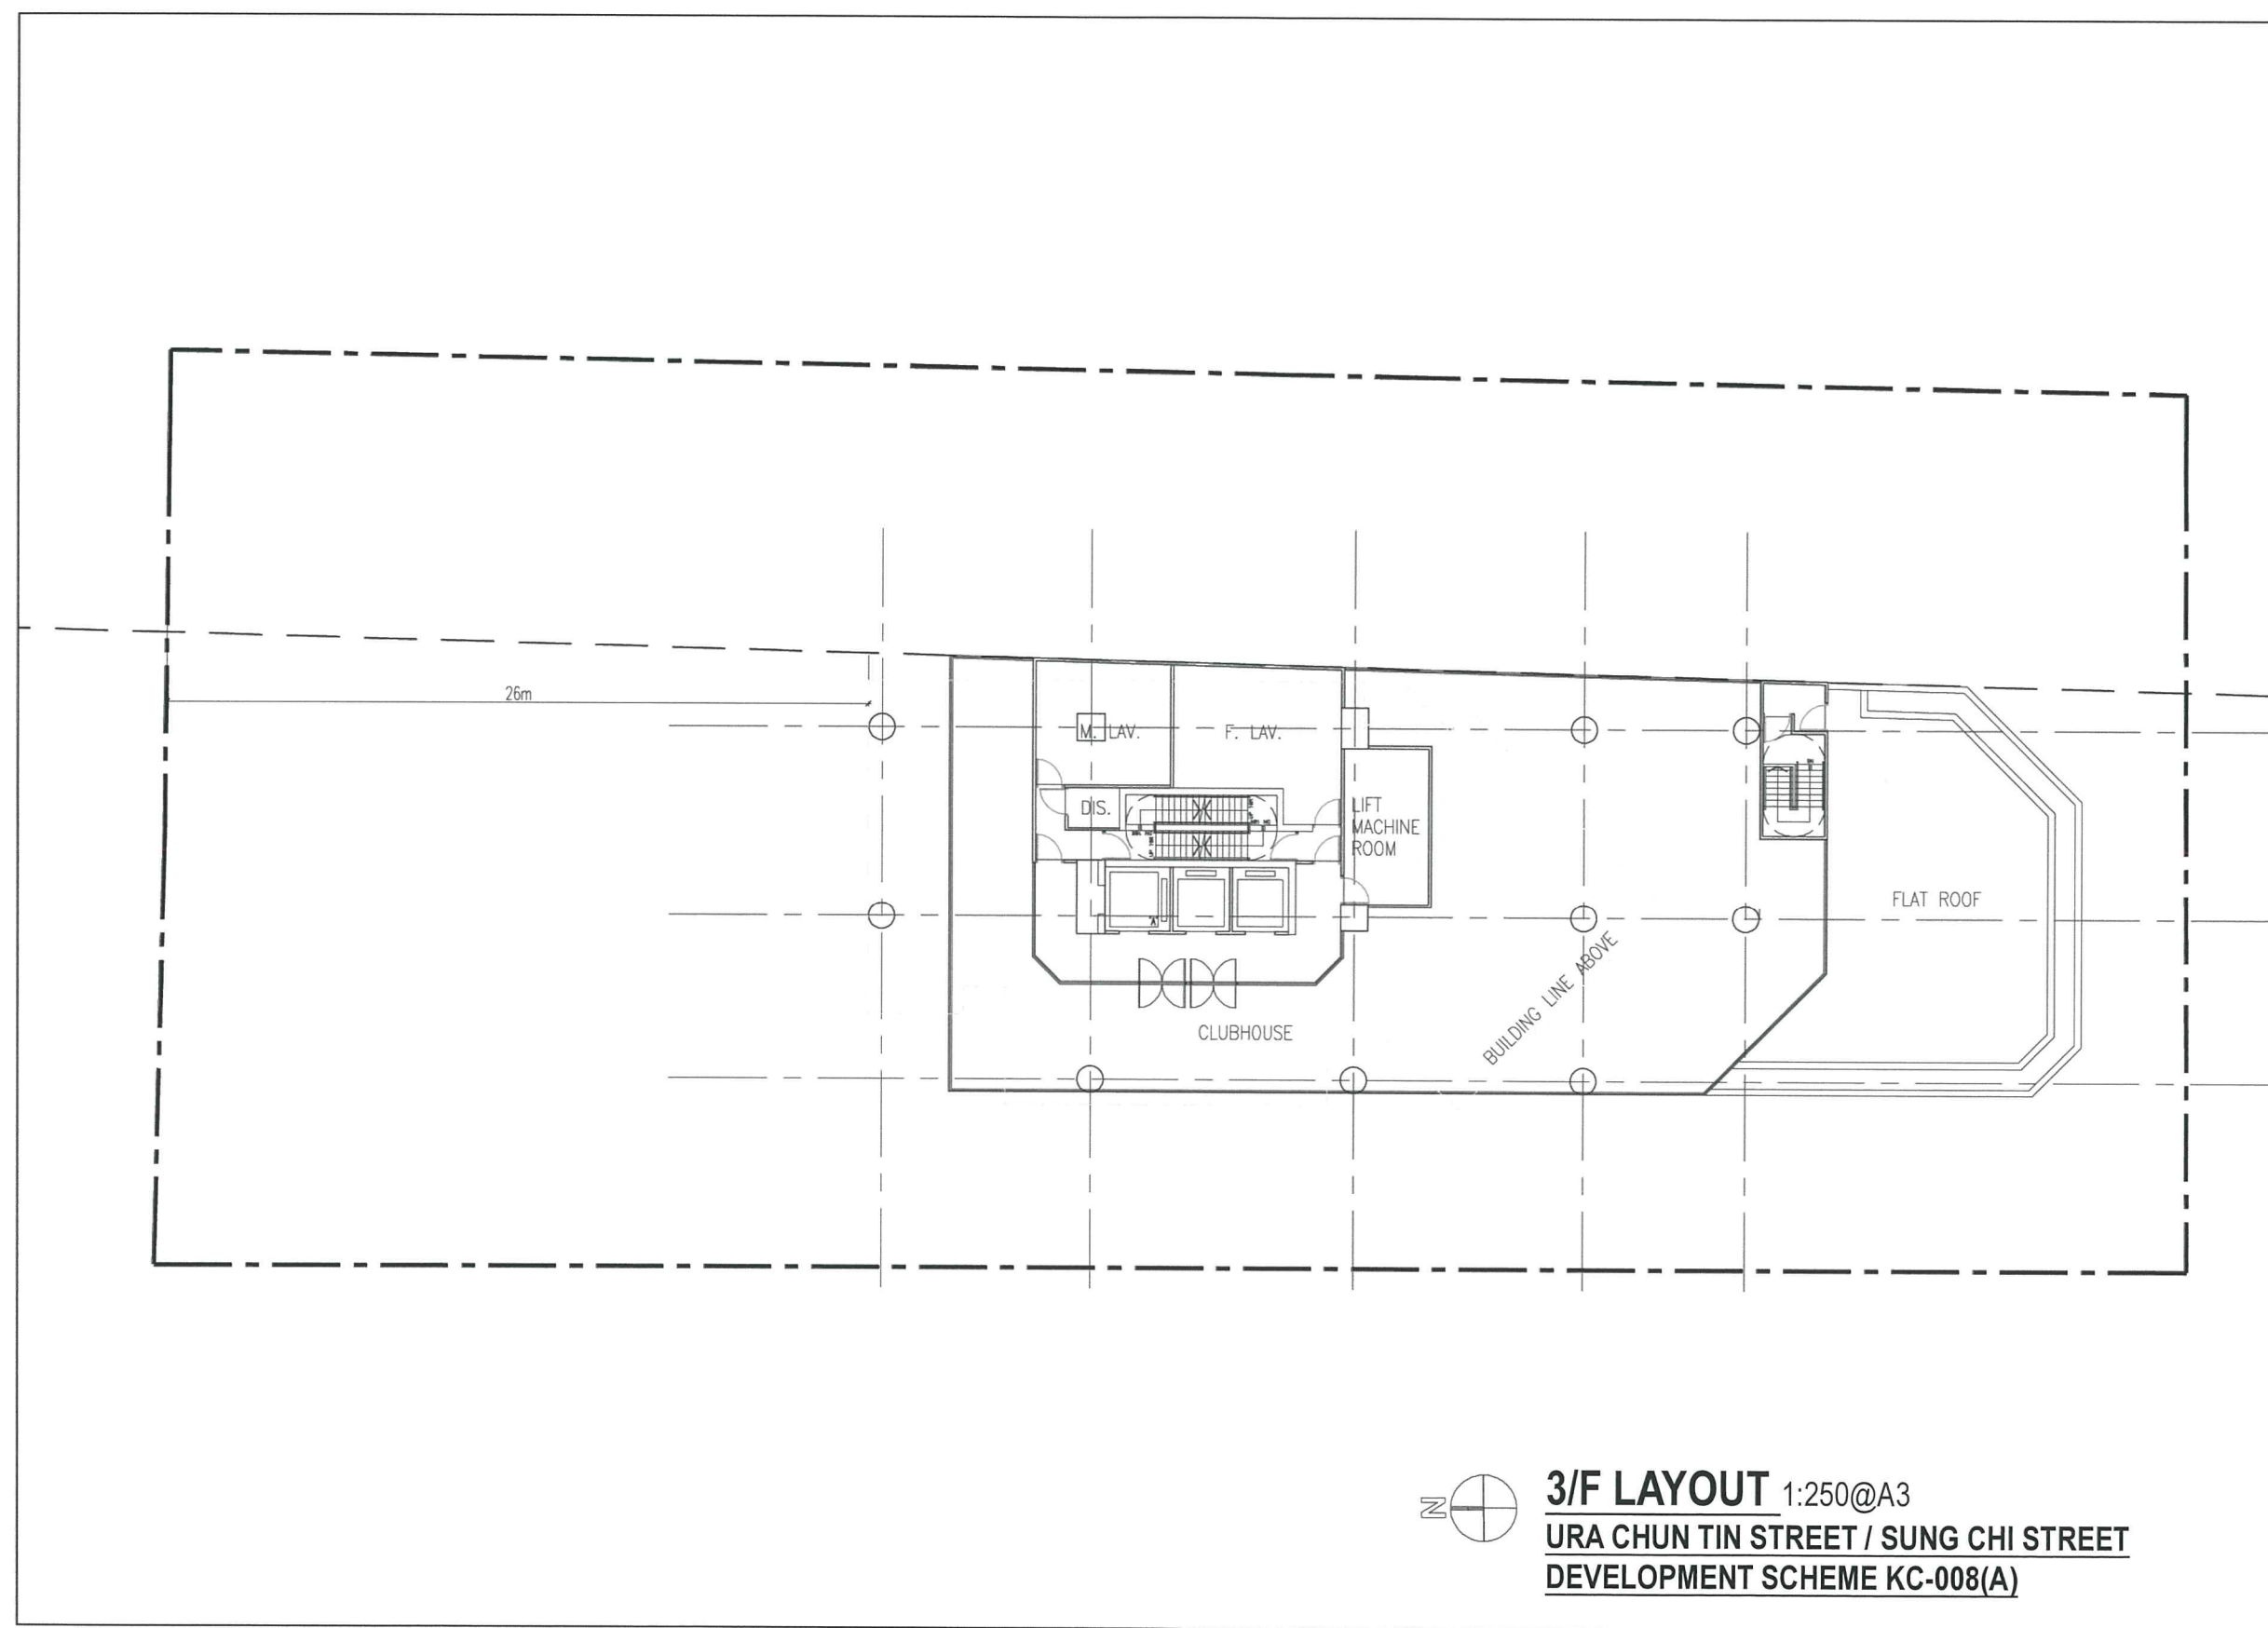 26m
M. LAV.
F. LAV.
DIS.
LIFT
MACHINE
ROOM
FLAT ROOF
BUILDING LINE ABOVE
CLUBHOUSE
N
3/F LAYOUT 1:250@A3
URA CHUN TIN STREET / SUNG CHI STREET
DEVELOPMENT SCHEME KC-008(A)